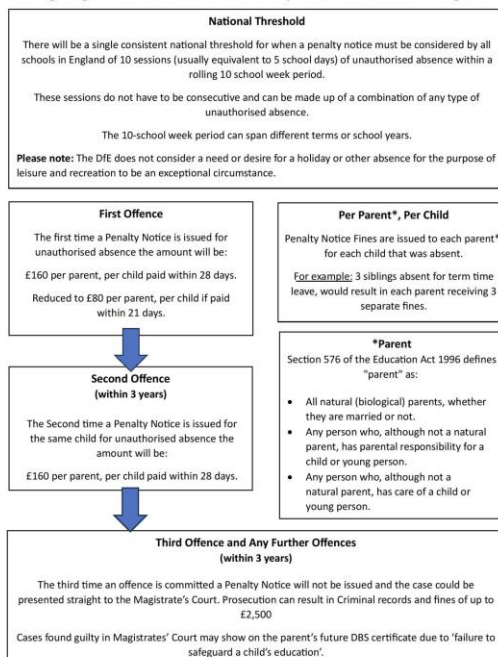 National Threshold
There will be a single consistent national threshold for when a penalty notice must be considered by all
schools in England of 10 sessions (usually equivalent to 5 school days) of unauthorised absence within a
rolling 10 school week period.
These sessions do not have to be consecutive and can be made up of a combination of any type of
unauthorised absence.
The 10-school week period can span different terms or school years.
Please note: The DfE does not consider a need or desire for a holiday or other absence for the purpose of
leisure and recreation to be an exceptional circumstance.
First Offence
The first time a Penalty Notice is issued for
unauthorised absence the amount will be:
£160 per parent, per child paid within 28 days.
Reduced to £80 per parent, per child if paid
within 21 days.
Per Parent*, Per Child
Penalty Notice Fines are issued to each parent*
for each child that was absent.
For example: 3 siblings absent for term time
leave, would result in each parent receiving 3
separate fines.
Second Offence
(within 3 years)
The Second time a Penalty Notice is issued for
the same child for unauthorised absence the
amount will be:
£160 per parent, per child paid within 28 days.
*Parent
Section 576 of the Education Act 1996 defines
"parent" as:
• All natural (biological) parents, whether
they are married or not.
• Any person who, although not a natural
parent, has parental responsibility for a
child or young person.
• Any person who, although not a
natural parent, has care of a child or
young person.
Third Offence and Any Further Offences
(within 3 years)
The third time an offence is committed a Penalty Notice will not be issued and the case could be
presented straight to the Magistrate's Court. Prosecution can result in Criminal records and fines of up to
£2,500
Cases found guilty in Magistrates' Court may show on the parent's future DBS certificate due to 'failure to
safeguard a child's education'.